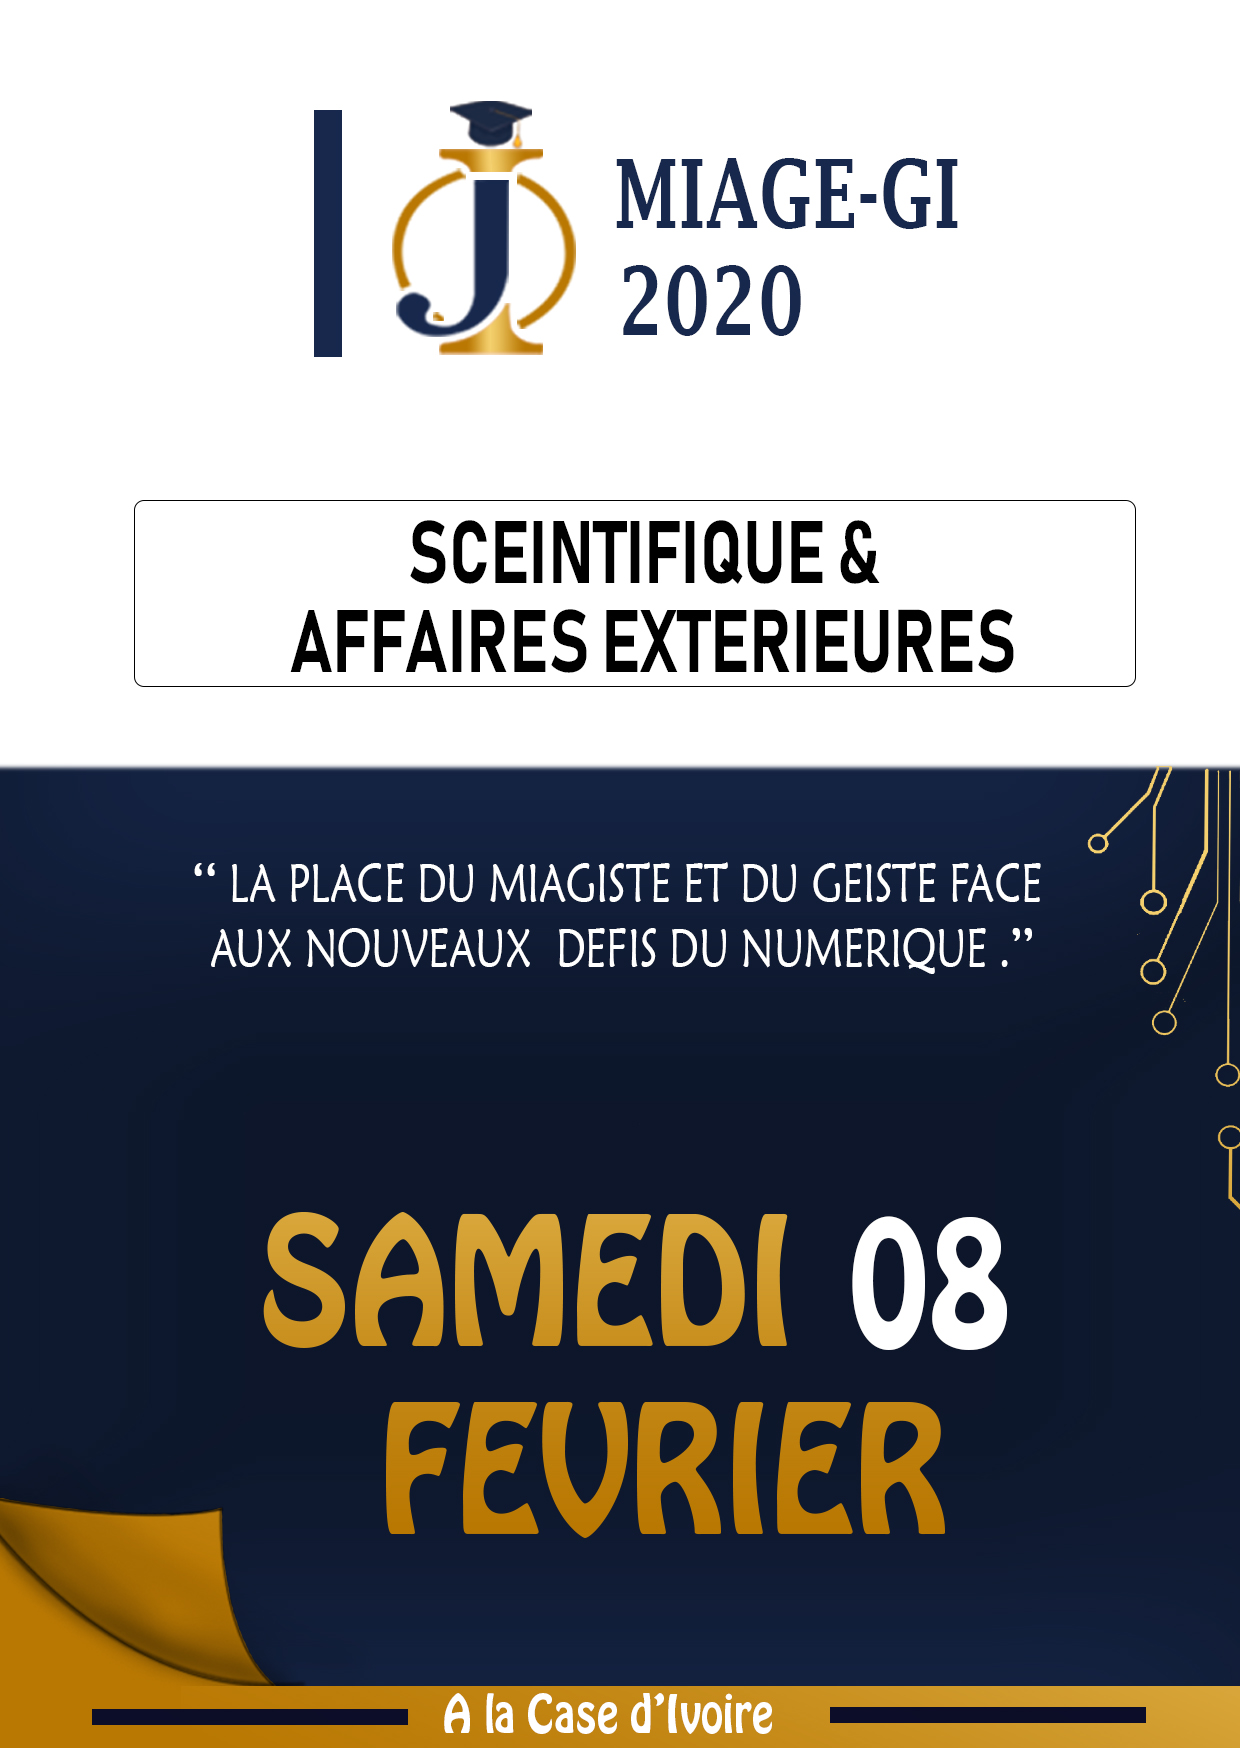 MIAGE-GI
2020
SCEINTIFIQUE &
AFFAIRES EXTERIEURES
“ LA PLACE DU MIAGISTE ET DU GEISTE FACE
AUX NOUVEAUX DEFIS DU NUMERIQUE .”
SAMEDI 08
FEVRIER
A la Case d'Ivoire